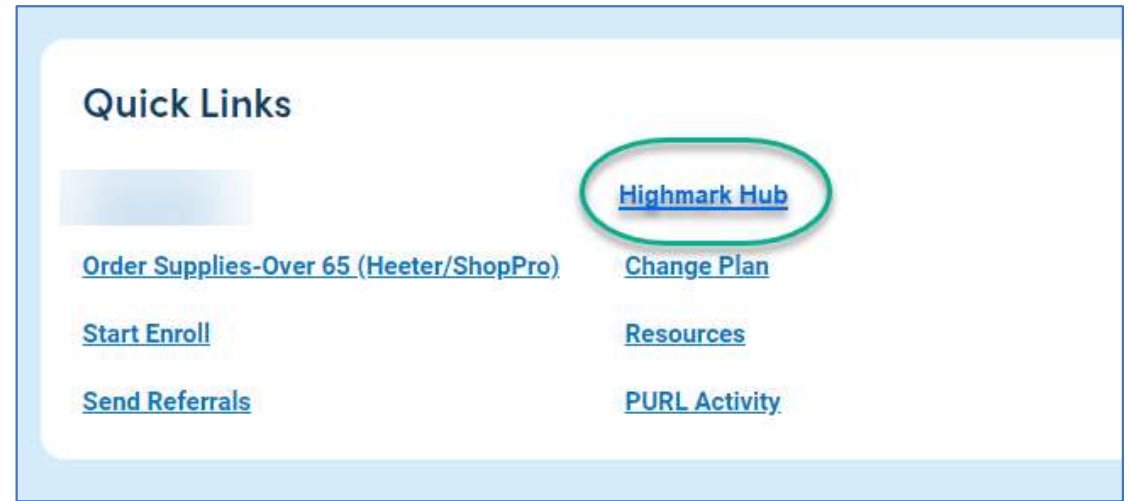 Quick Links
Highmark Hub
Order Supplies-Over 65 (Heeter/ShopPro)
Change Plan
Start Enroll
Resources
Send Referrals
PURL Activity